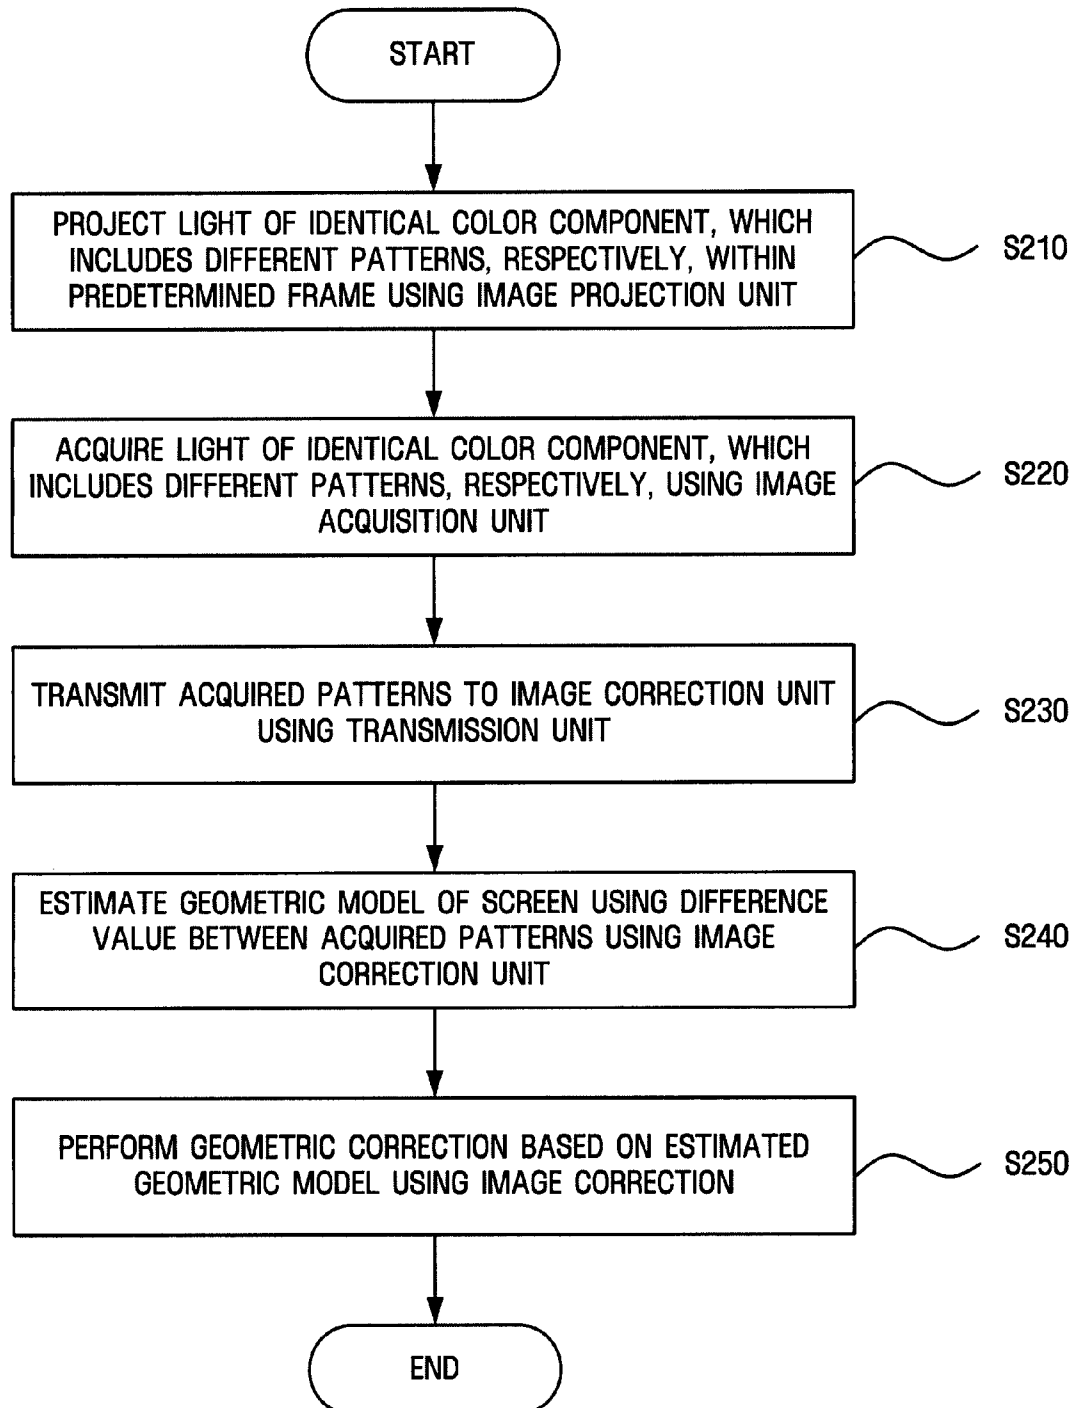 START
PROJECT LIGHT OF IDENTICAL COLOR COMPONENT, WHICH
INCLUDES DIFFERENT PATTERNS, RESPECTIVELY, WITHIN
PREDETERMINED FRAME USING IMAGE PROJECTION UNIT
S210
ACQUIRE LIGHT OF IDENTICAL COLOR COMPONENT, WHICH
INCLUDES DIFFERENT PATTERNS, RESPECTIVELY, USING IMAGE
ACQUISITION UNIT
S220
TRANSMIT ACQUIRED PATTERNS TO IMAGE CORRECTION UNIT
USING TRANSMISSION UNIT
S230
ESTIMATE GEOMETRIC MODEL OF SCREEN USING DIFFERENCE
VALUE BETWEEN ACQUIRED PATTERNS USING IMAGE
CORRECTION UNIT
S240
PERFORM GEOMETRIC CORRECTION BASED ON ESTIMATED
GEOMETRIC MODEL USING IMAGE CORRECTION
S250
END